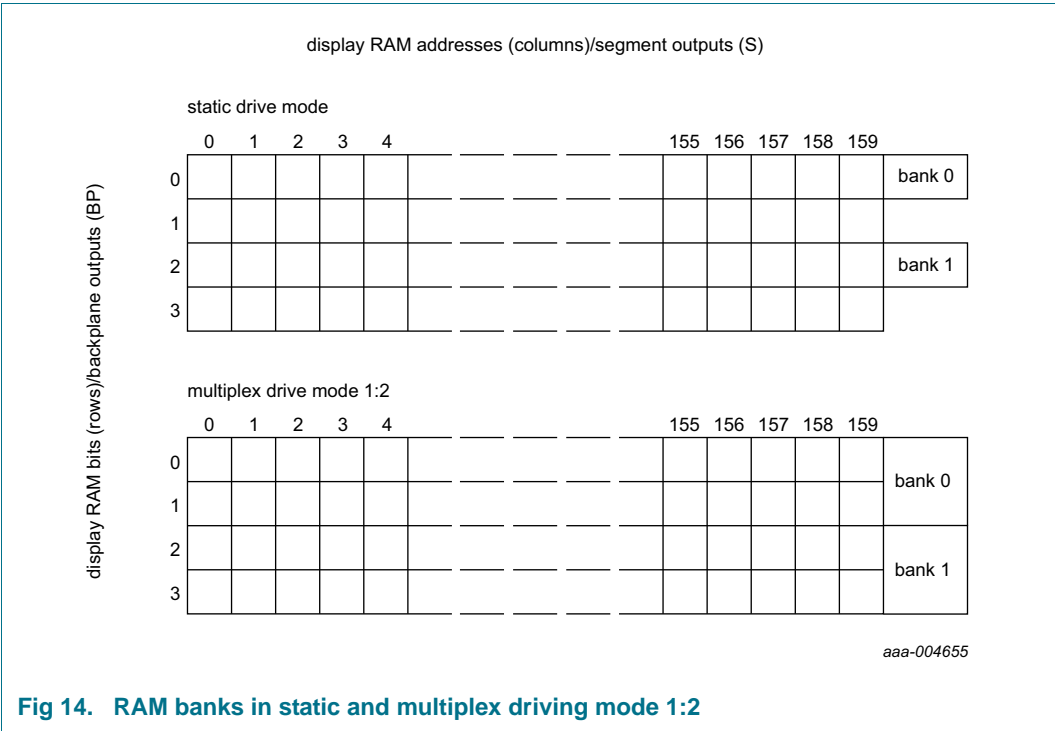 display RAM addresses (columns)/segment outputs (S)
display RAM bits (rows)/backplane outputs (BP)
static drive mode
0 1 2 3 4 155 156 157 158 159
0 bank 0
1
2 bank 1
3
multiplex drive mode 1:2
0 1 2 3 4 155 156 157 158 159
0
bank 0
1
2
bank 1
3
aaa-004655
Fig 14. RAM banks in static and multiplex driving mode 1:2